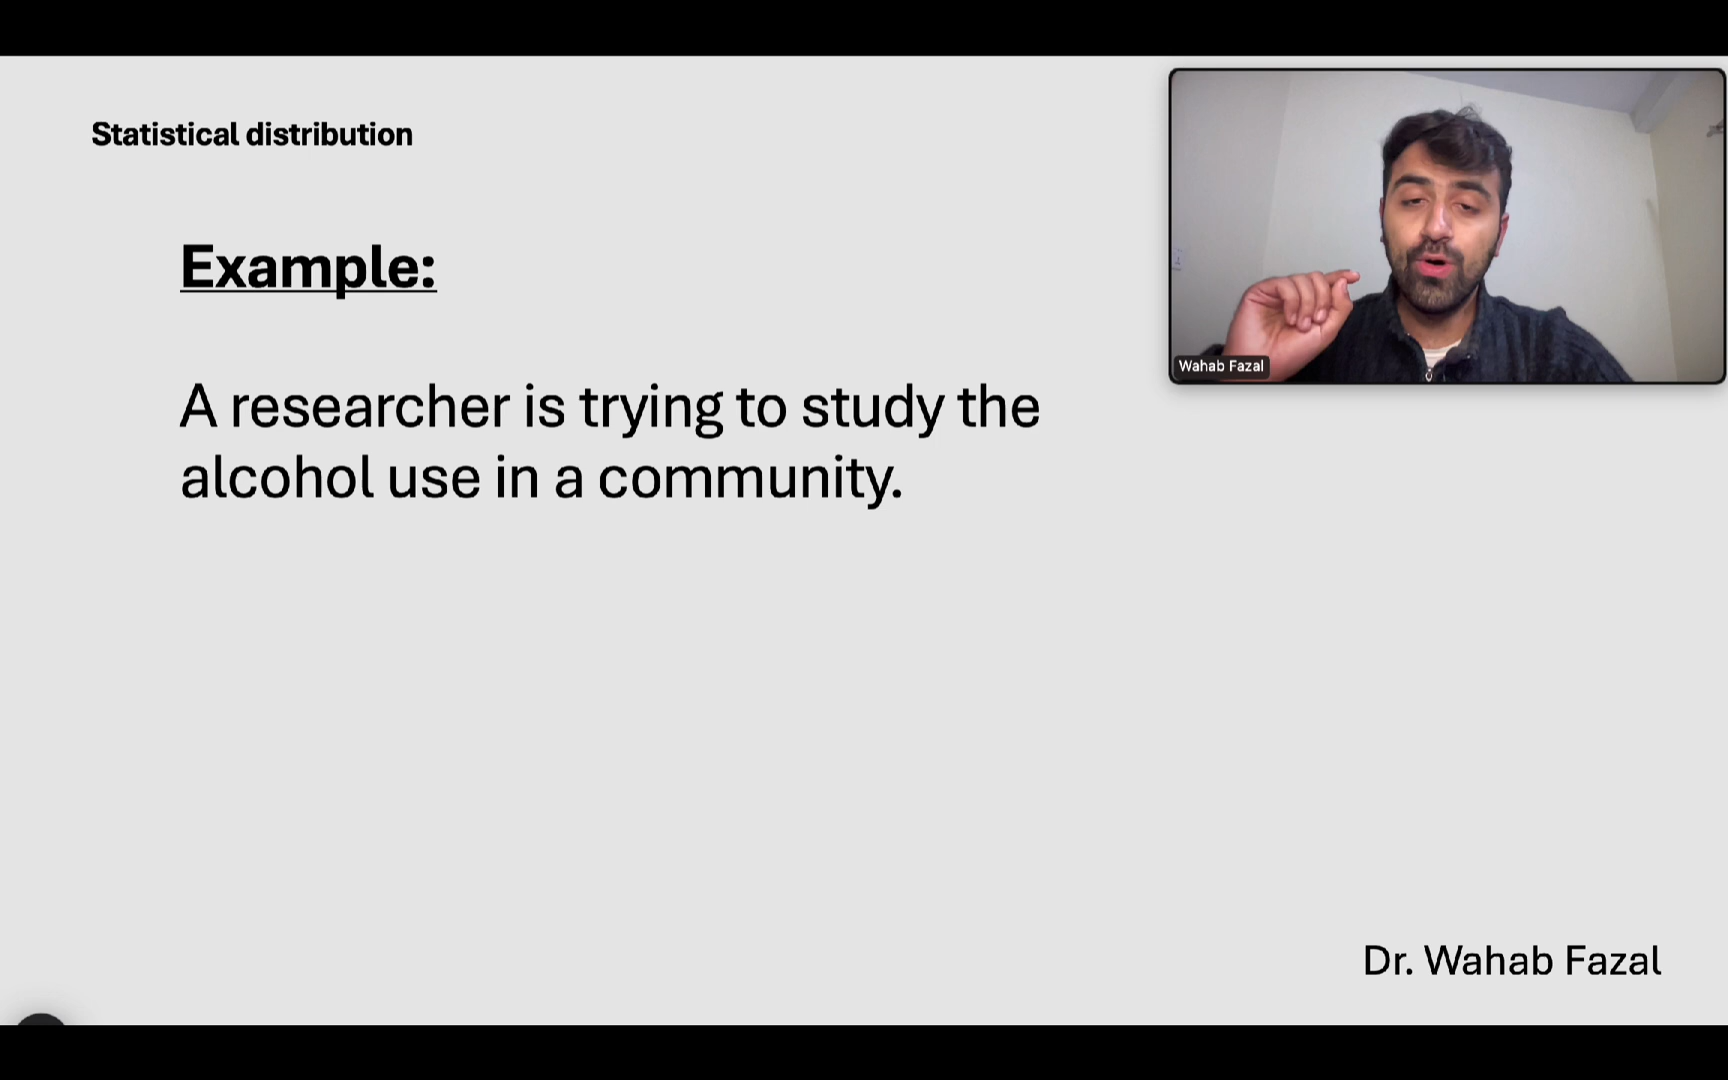 Statistical distribution
Example:
A researcher is trying to study the
alcohol use in a community.
Wahab Fazal
Dr. Wahab Fazal